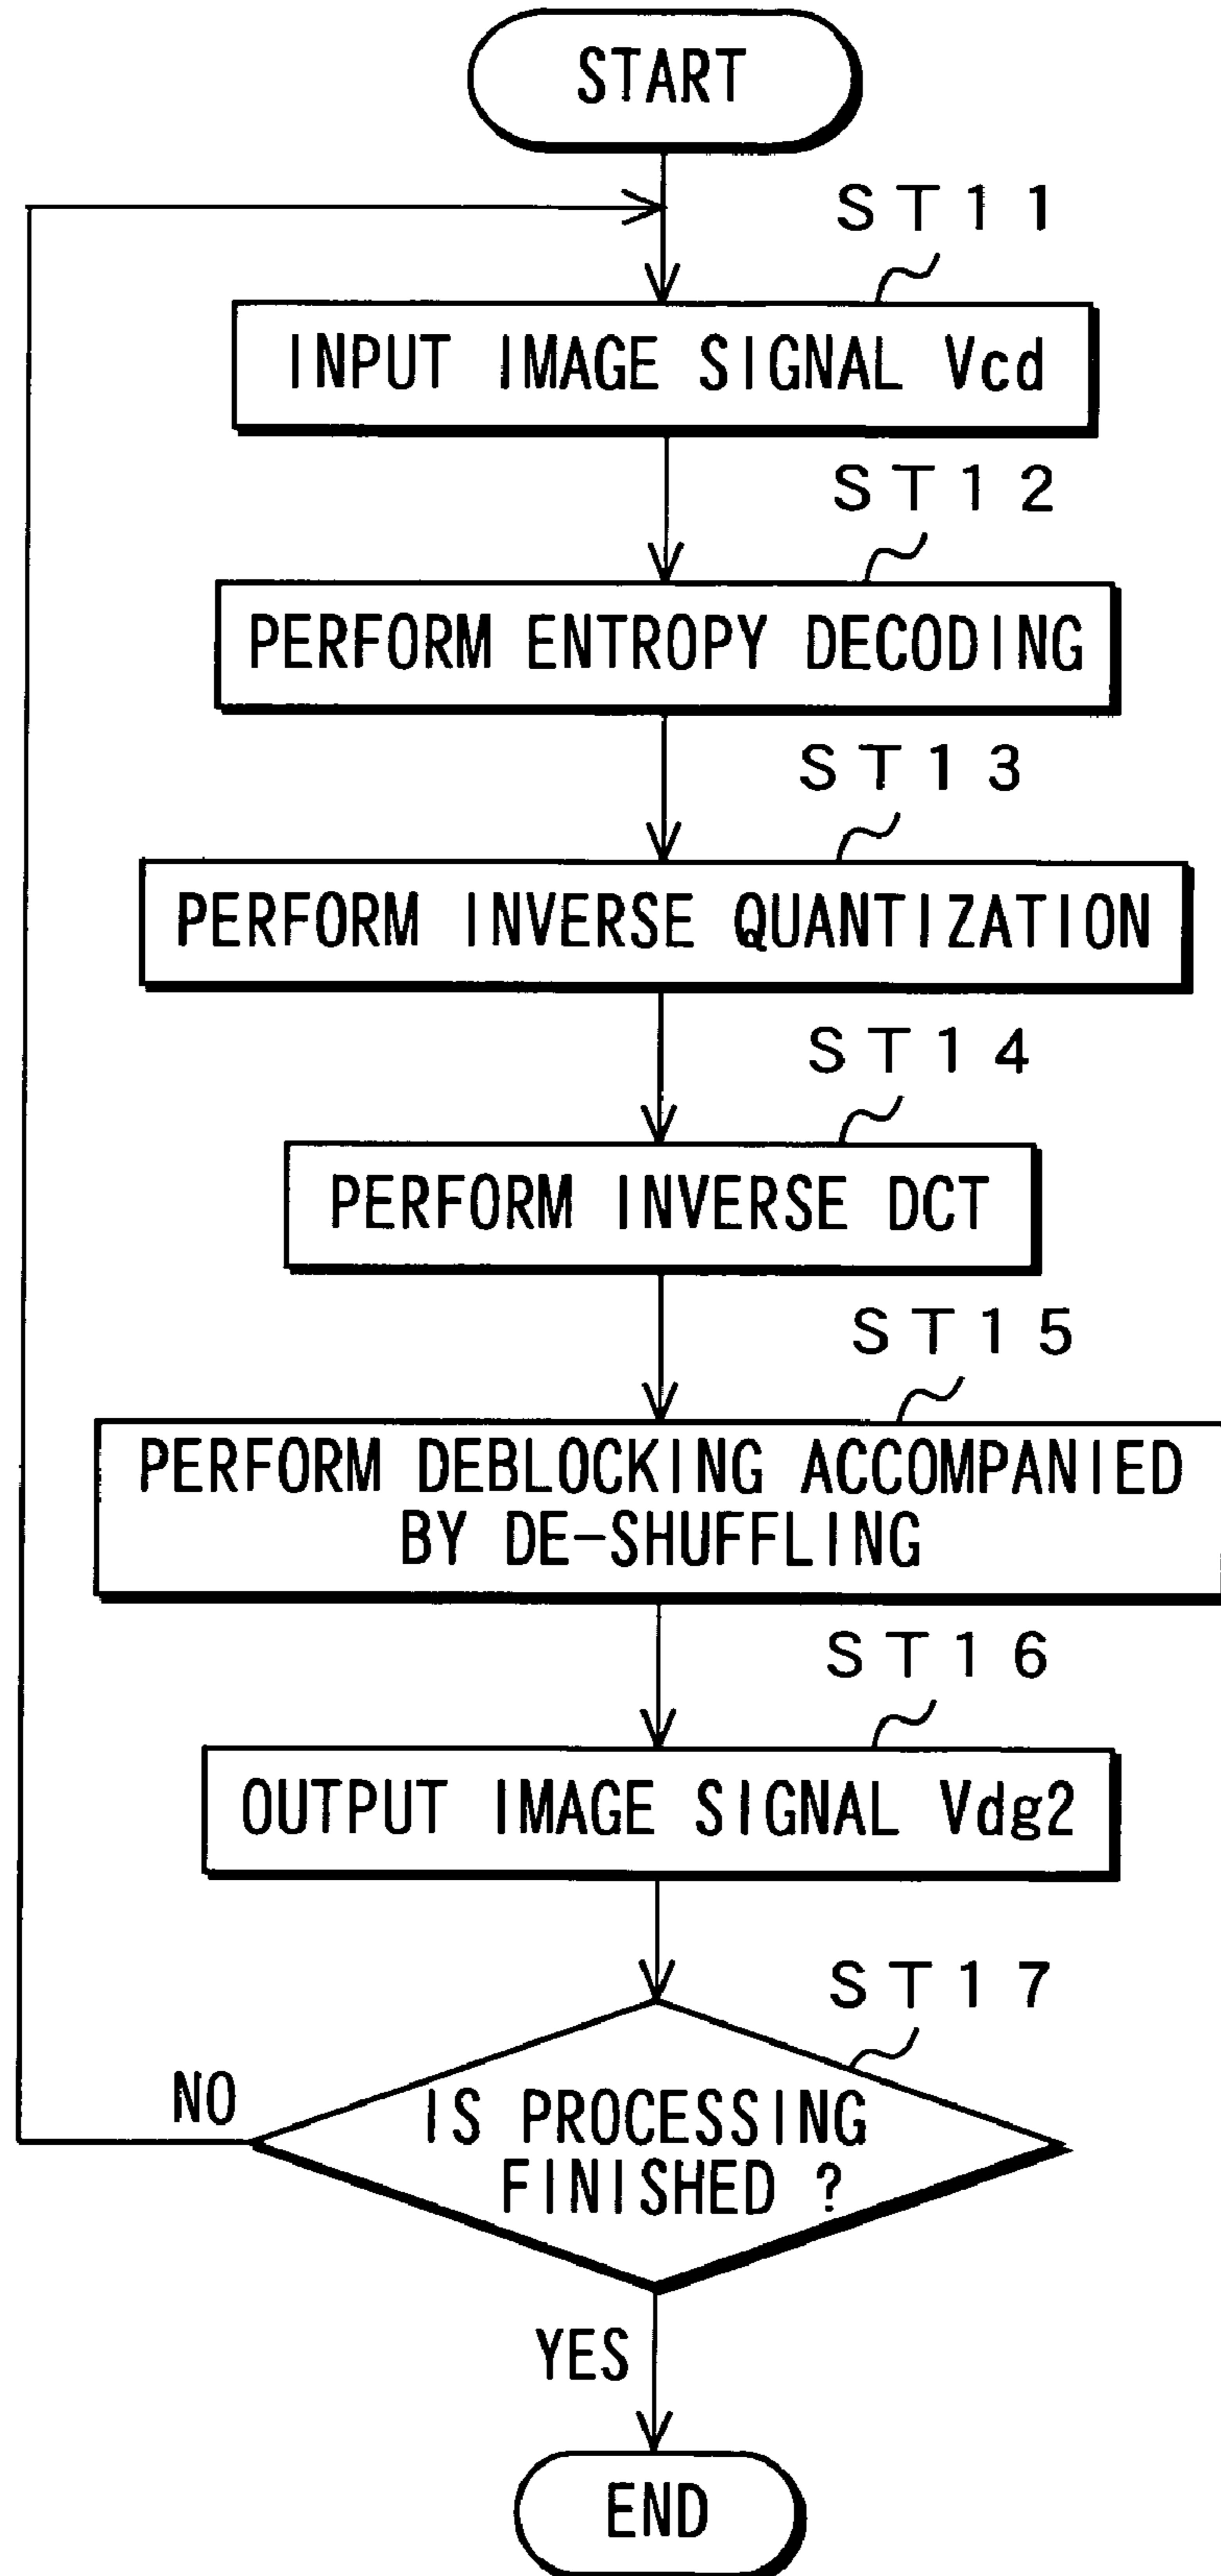 START
ST11
INPUT IMAGE SIGNAL Vcd
ST12
PERFORM ENTROPY DECODING
ST13
PERFORM INVERSE QUANTIZATION
ST14
PERFORM INVERSE DCT
ST15
PERFORM DEBLOCKING ACCOMPANIED
BY DE-SHUFFLING
ST16
OUTPUT IMAGE SIGNAL Vdg2
ST17
NO
IS PROCESSING
FINISHED ?
YES
END